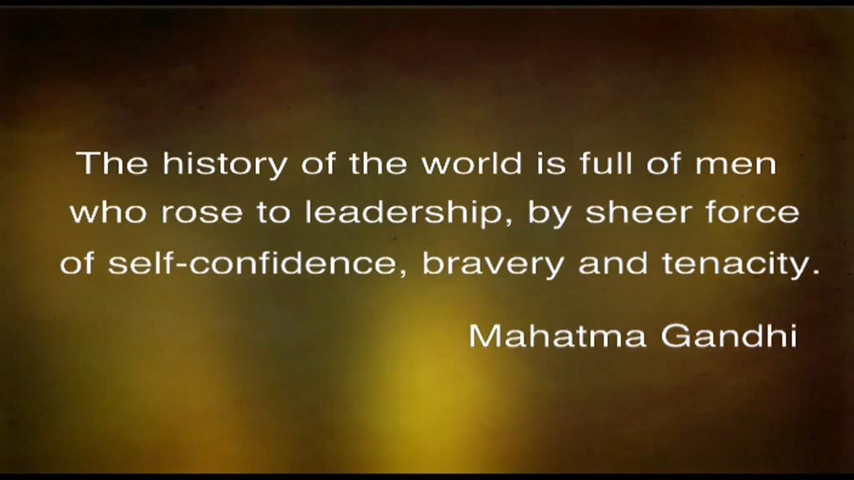 The history of the world is full of men
who rose to leadership, by sheer force
of self-confidence, bravery and tenacity.
Mahatma Gandhi